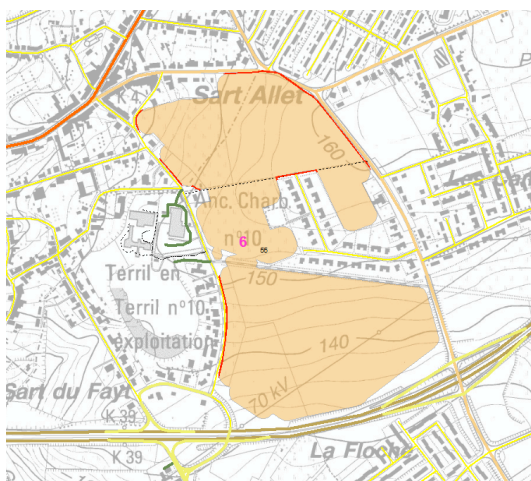 K 4
Sart Allet
160
Anc. Charb.
n°10
6
55
Terril en
150
Terril n°10
exploitation
140
70 kV
Sart du Fayt
K 39
K 39
La Floche